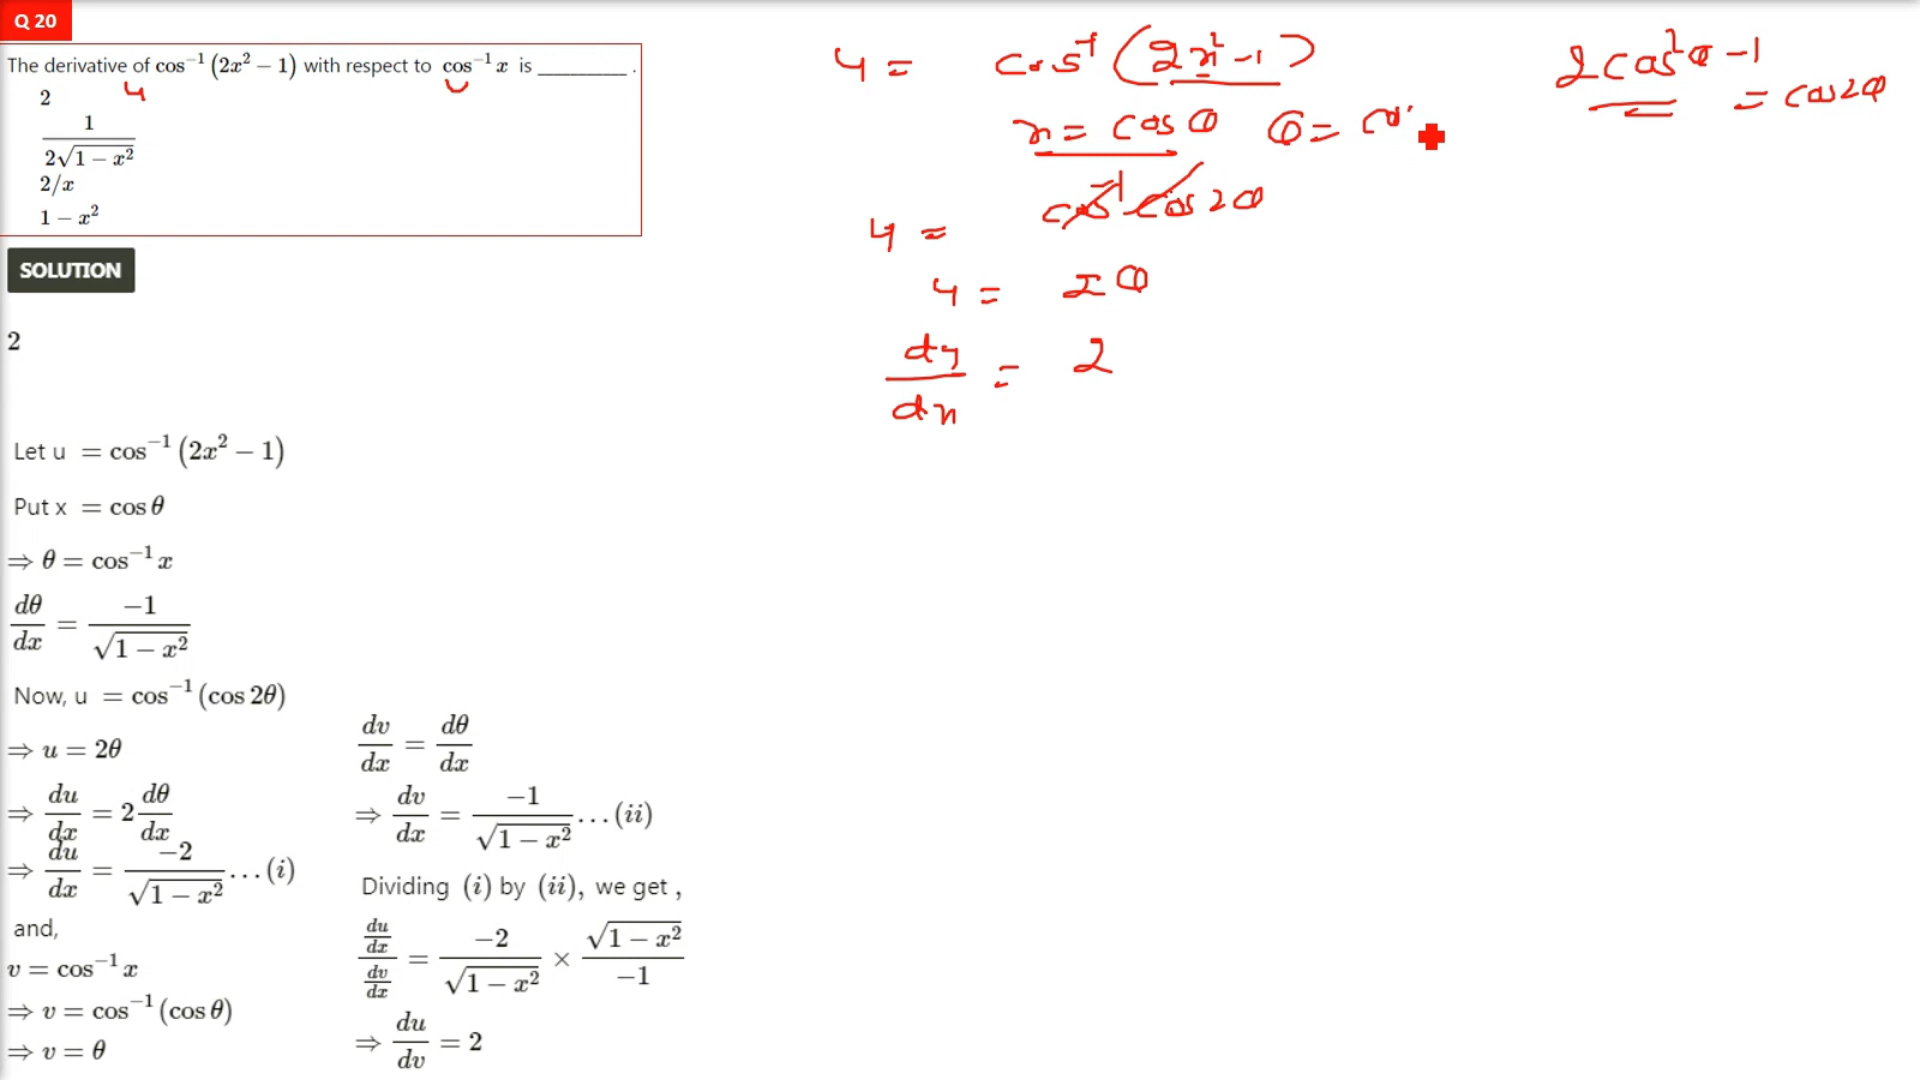 Q 20
The derivative of cos⁻¹ (2x² − 1) with respect to cos⁻¹ x is ________ .
u v
2
1/(2√(1 − x²))
2/x
1 − x²
SOLUTION
2
Let u = cos⁻¹ (2x² − 1)
Put x = cos θ
⇒ θ = cos⁻¹ x
dθ/dx = −1/√(1 − x²)
Now, u = cos⁻¹ (cos 2θ)
⇒ u = 2θ
⇒ du/dx = 2 dθ/dx
⇒ du/dx = −2/√(1 − x²) … (i)
and,
v = cos⁻¹ x
⇒ v = cos⁻¹ (cos θ)
⇒ v = θ
dv/dx = dθ/dx
⇒ dv/dx = −1/√(1 − x²) … (ii)
Dividing (i) by (ii), we get ,
(du/dx)/(dv/dx) = −2/√(1 − x²) × √(1 − x²)/−1
⇒ du/dv = 2
u = cos⁻¹ (2x² − 1)
x = cos θ θ = cos
u = cos⁻¹ cos 2θ
u = 2θ
dy/dx = 2
2cos²θ − 1
= cos2θ